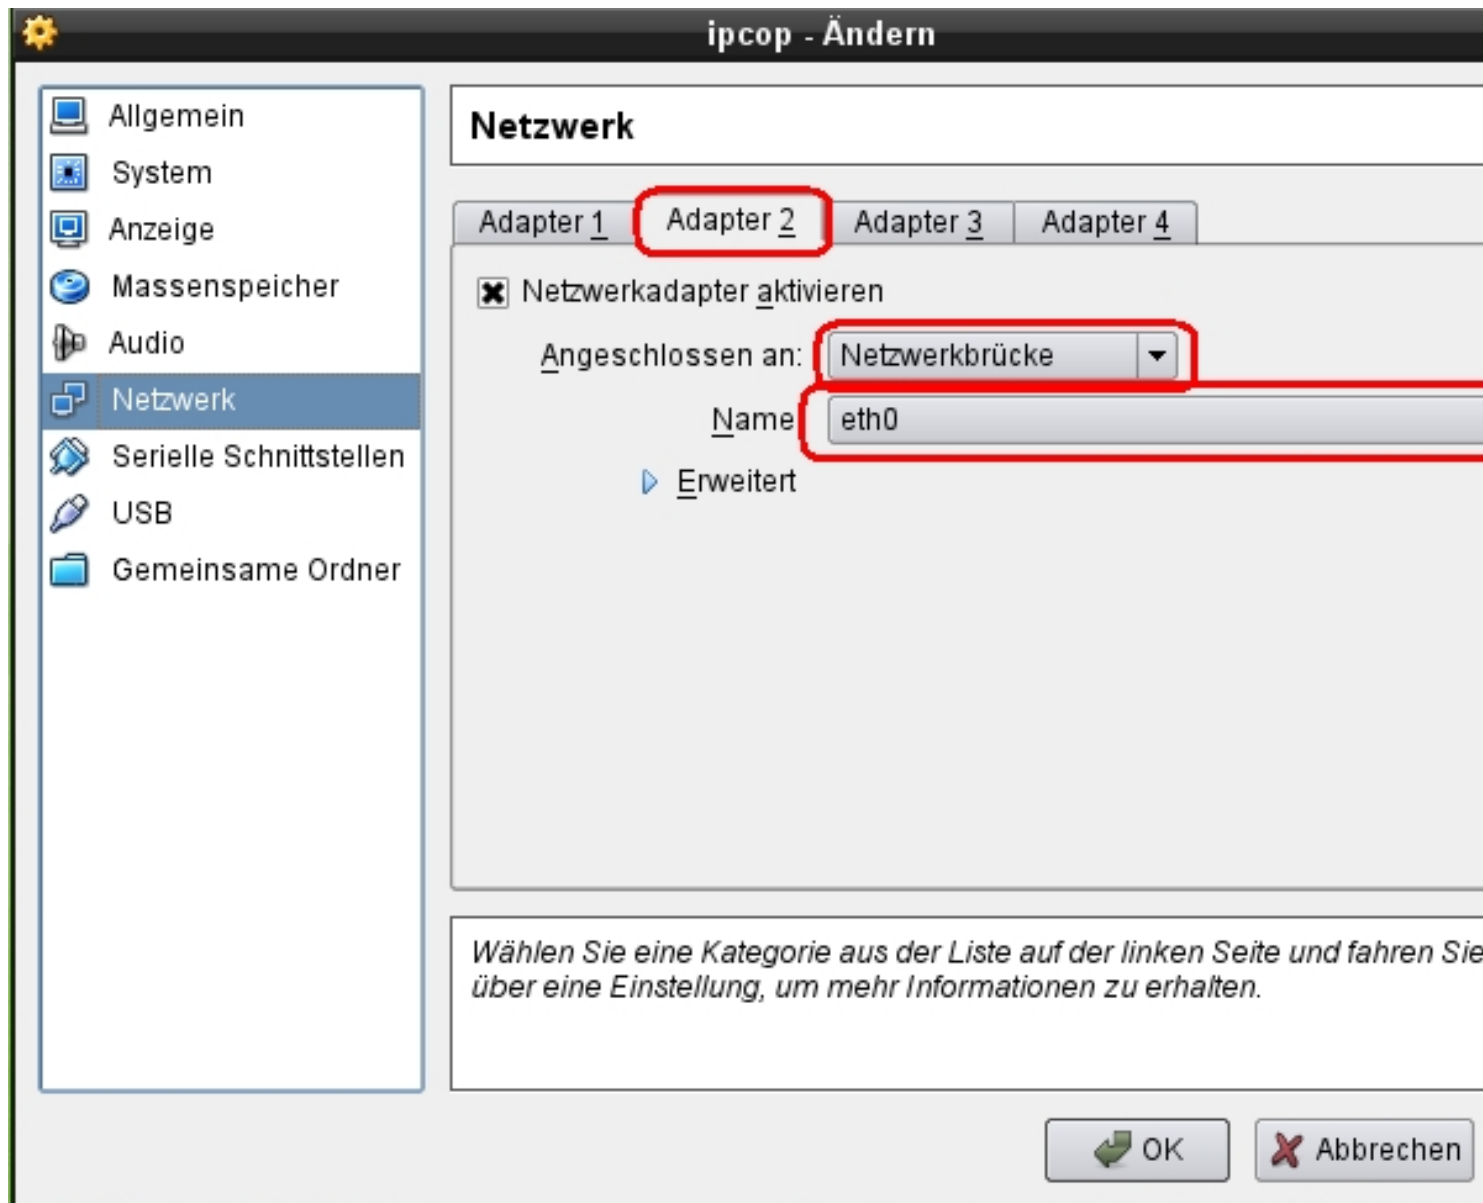 ipcop - Ändern
Allgemein
System
Anzeige
Massenspeicher
Audio
Netzwerk
Serielle Schnittstellen
USB
Gemeinsame Ordner
Netzwerk
Adapter 1 Adapter 2 Adapter 3 Adapter 4
Netzwerkadapter aktivieren
Angeschlossen an: Netzwerkbrücke
Name eth0
Erweitert
Wählen Sie eine Kategorie aus der Liste auf der linken Seite und fahren Sie
über eine Einstellung, um mehr Informationen zu erhalten.
OK Abbrechen